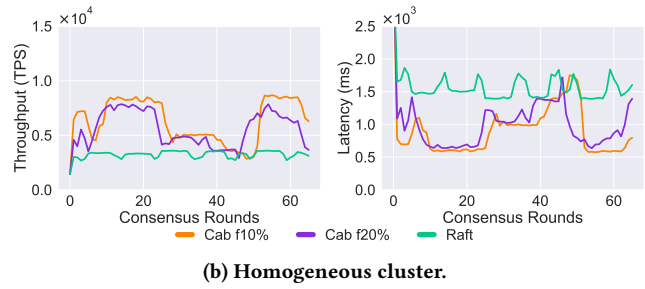 ×10⁴
1.5
1.0
0.5
0.0
Throughput (TPS)
0 20 40 60
Consensus Rounds
×10³
2.5
2.0
1.5
1.0
0.5
0.0
Latency (ms)
0 20 40 60
Consensus Rounds
Cab f10% Cab f20% Raft
(b) Homogeneous cluster.